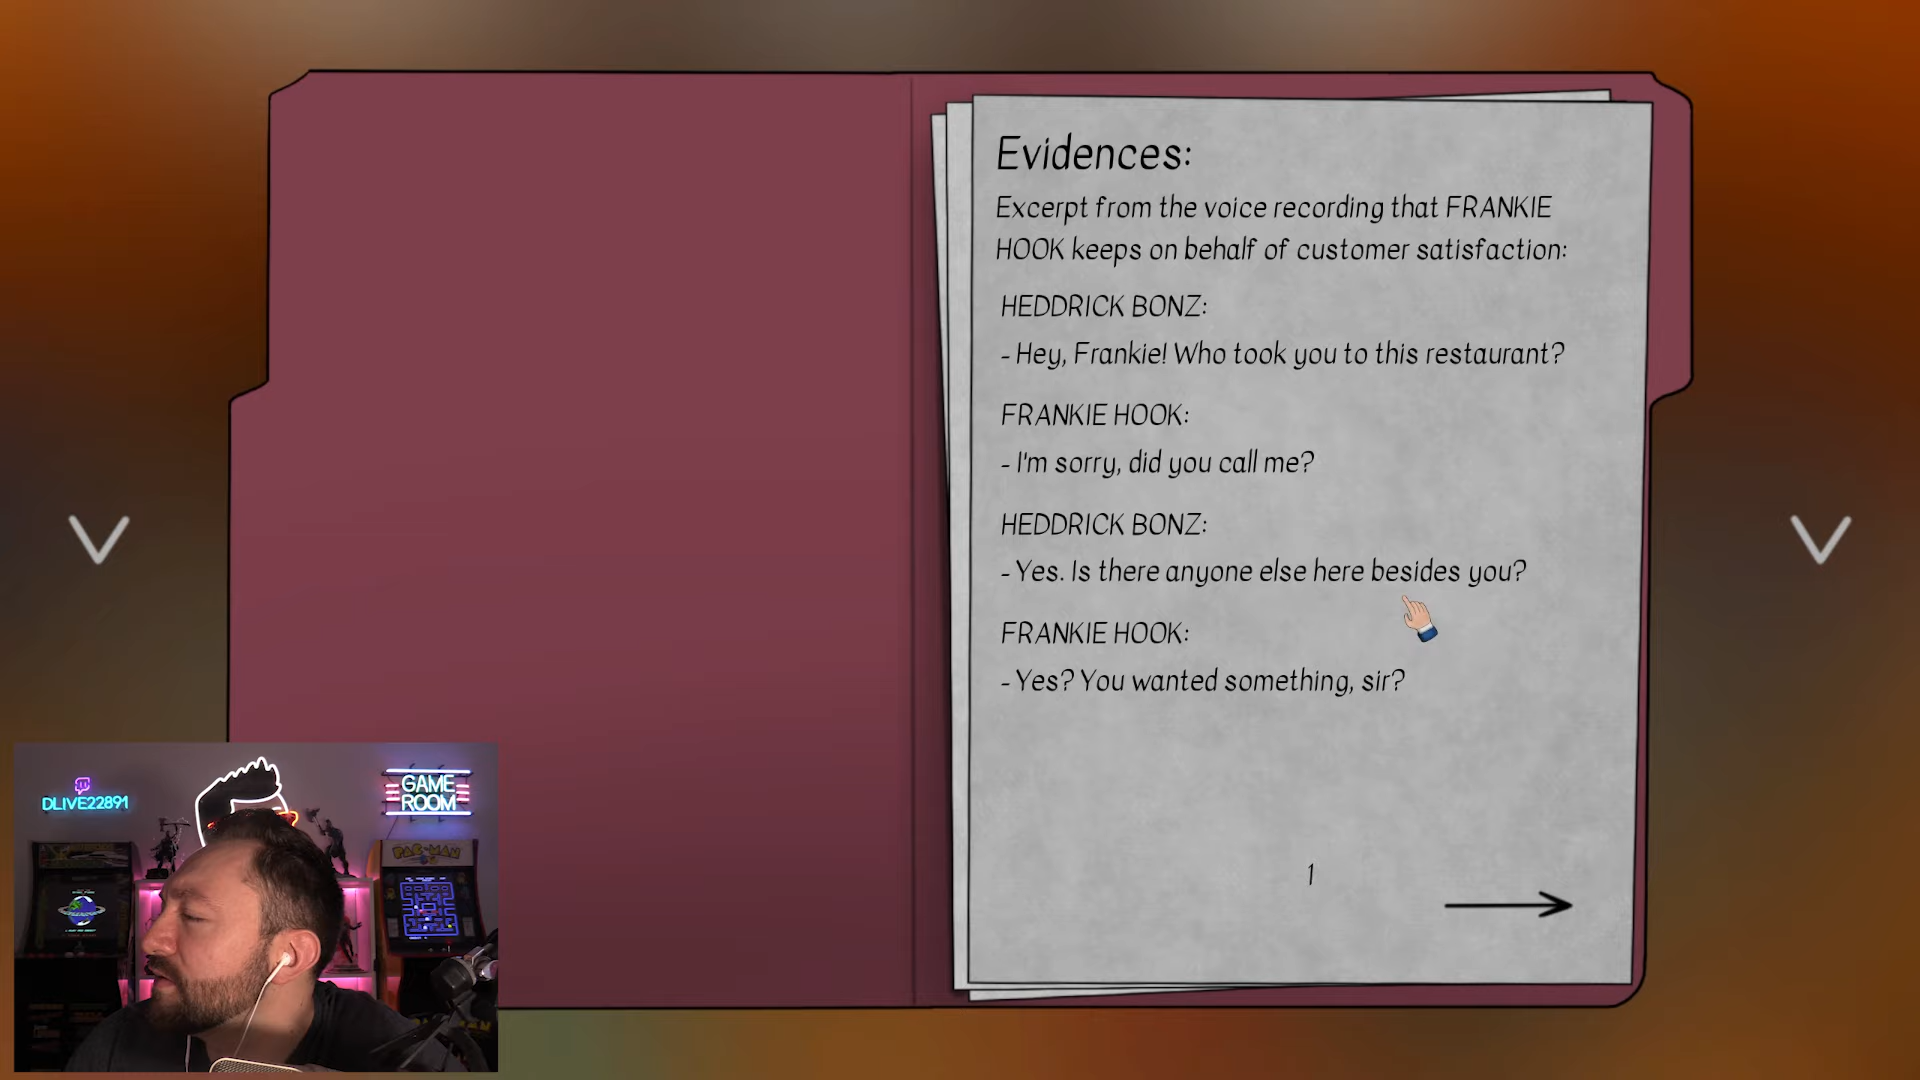 Evidences:
Excerpt from the voice recording that FRANKIE
HOOK keeps on behalf of customer satisfaction:
HEDDRICK BONZ:
- Hey, Frankie! Who took you to this restaurant?
FRANKIE HOOK:
- I'm sorry, did you call me?
HEDDRICK BONZ:
- Yes. Is there anyone else here besides you?
FRANKIE HOOK:
- Yes? You wanted something, sir?
1
DLIVE22891
GAME
ROOM
PAC-MAN